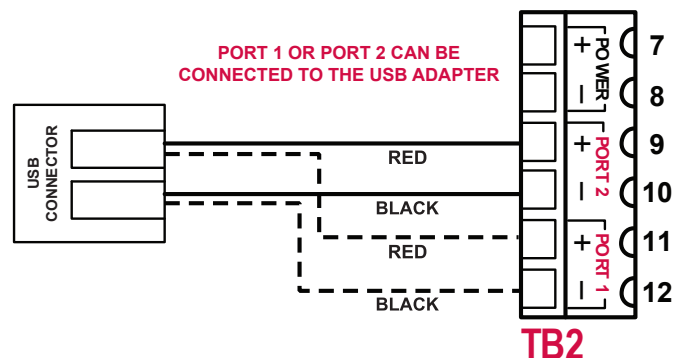 PORT 1 OR PORT 2 CAN BE
CONNECTED TO THE USB ADAPTER
USB
CONNECTOR
RED
BLACK
RED
BLACK
+
–
POWER
+
–
PORT 2
+
–
PORT 1
7
8
9
10
11
12
TB2